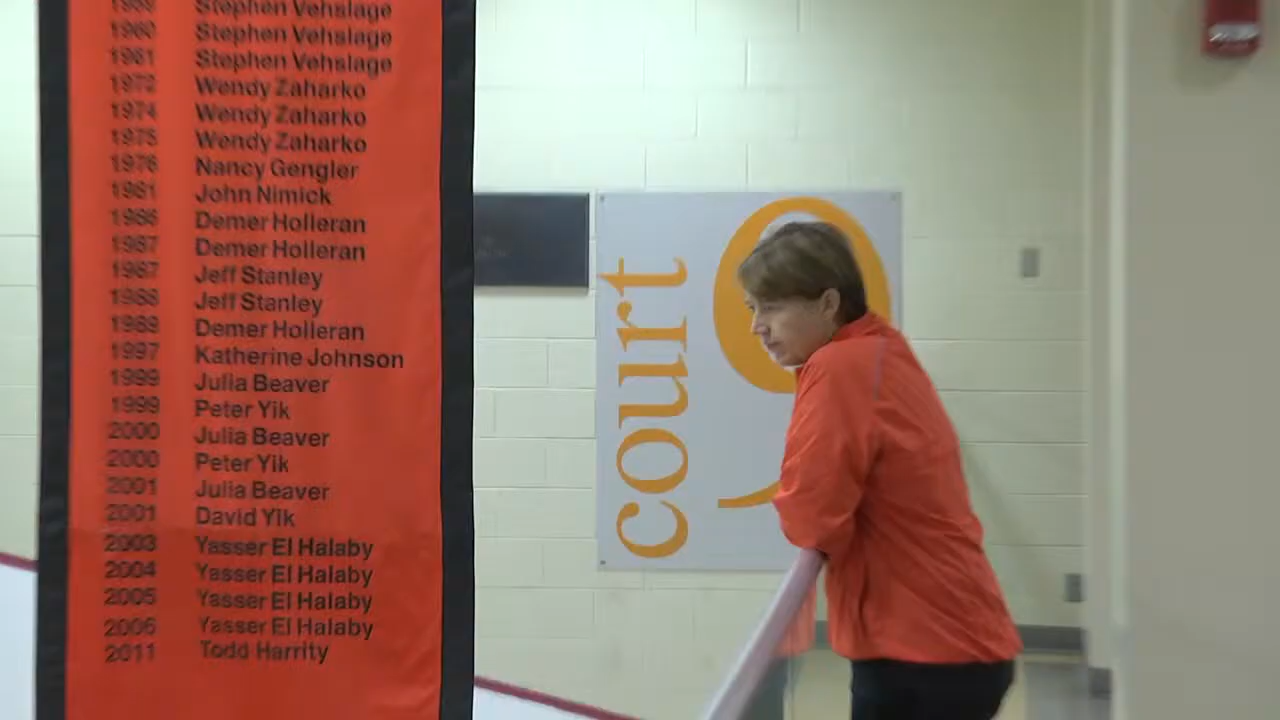 1959 Stephen Vehslage
1960 Stephen Vehslage
1961 Stephen Vehslage
1972 Wendy Zaharko
1974 Wendy Zaharko
1975 Wendy Zaharko
1976 Nancy Gengler
1981 John Nimick
1986 Demer Holleran
1987 Demer Holleran
1987 Jeff Stanley
1988 Jeff Stanley
1989 Demer Holleran
1997 Katherine Johnson
1999 Julia Beaver
1999 Peter Yik
2000 Julia Beaver
2000 Peter Yik
2001 Julia Beaver
2001 David Yik
2003 Yasser El Halaby
2004 Yasser El Halaby
2005 Yasser El Halaby
2006 Yasser El Halaby
2011 Todd Harrity
court 9